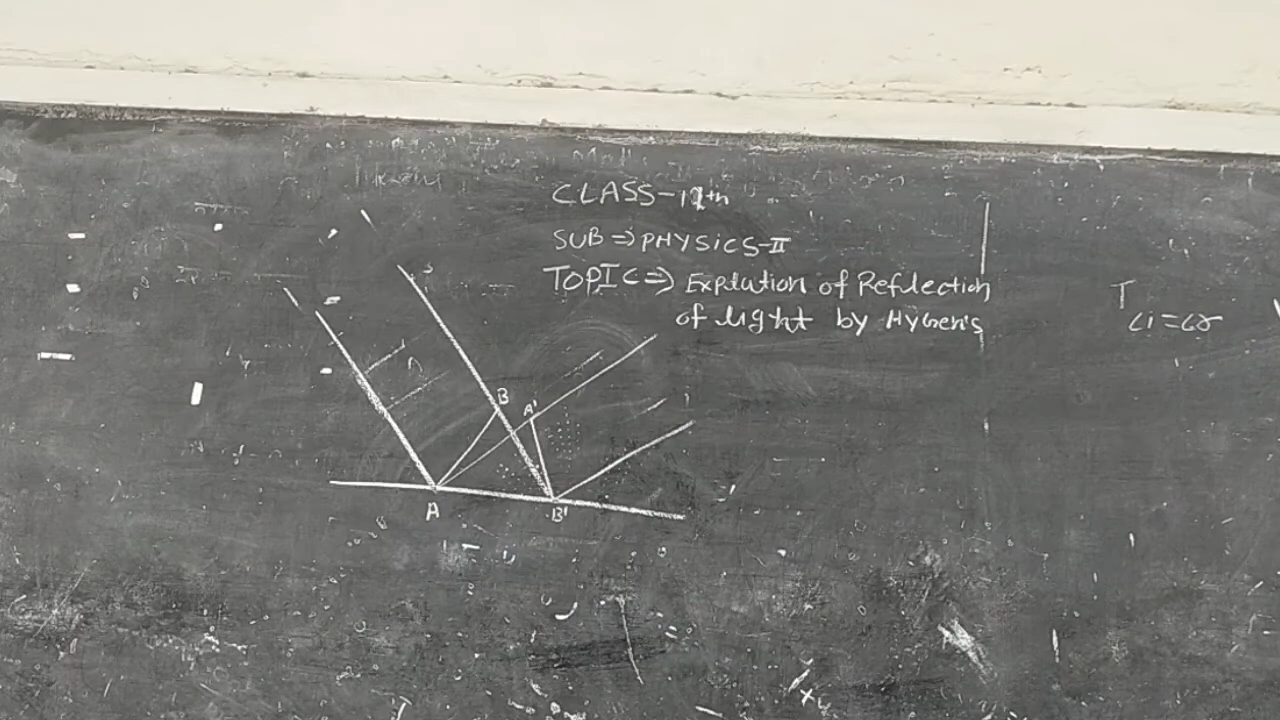 CLASS-12th
SUB ⇒ PHYSICS-II
TOPIC ⇒ Explation of Reflection
of light by Hygen's
T
∠i=∠r
B
A'
A
B'